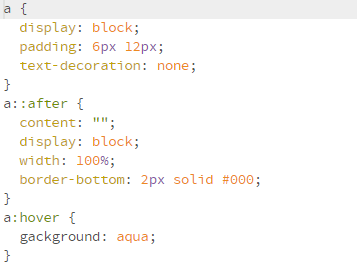 a {
  display: block;
  padding: 6px 12px;
  text-decoration: none;
}
a::after {
  content: "";
  display: block;
  width: 100%;
  border-bottom: 2px solid #000;
}
a:hover {
  gackground: aqua;
}